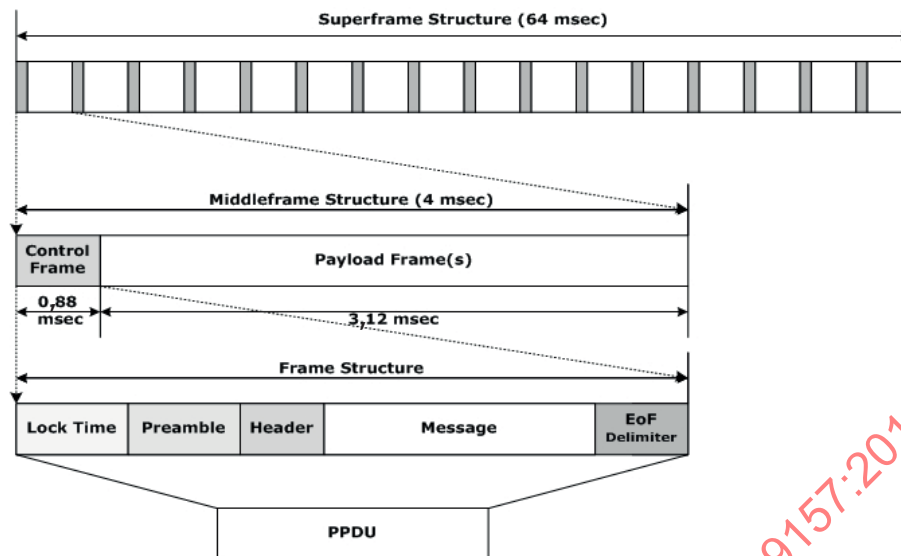 Superframe Structure (64 msec)
Middleframe Structure (4 msec)
Control
Frame
Payload Frame(s)
0,88
msec
3,12 msec
Frame Structure
Lock Time
Preamble
Header
Message
EoF
Delimiter
PPDU
9157:201